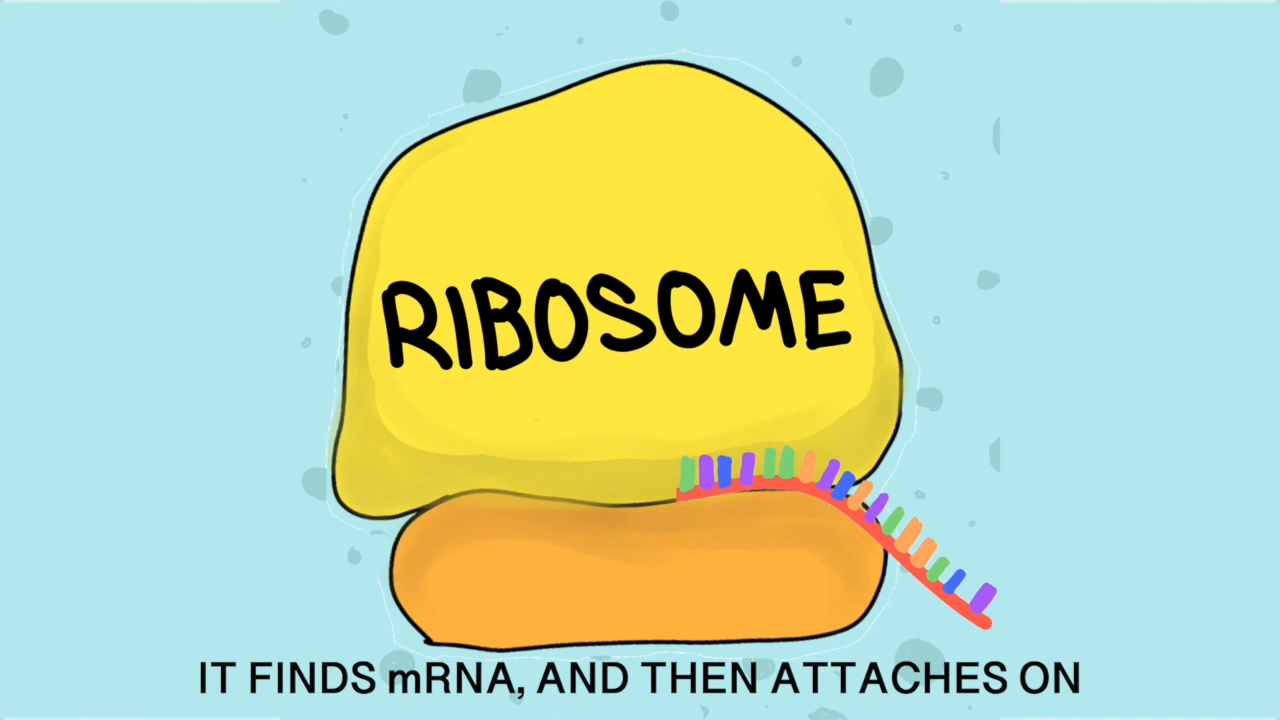 RIBOSOME
IT FINDS mRNA, AND THEN ATTACHES ON